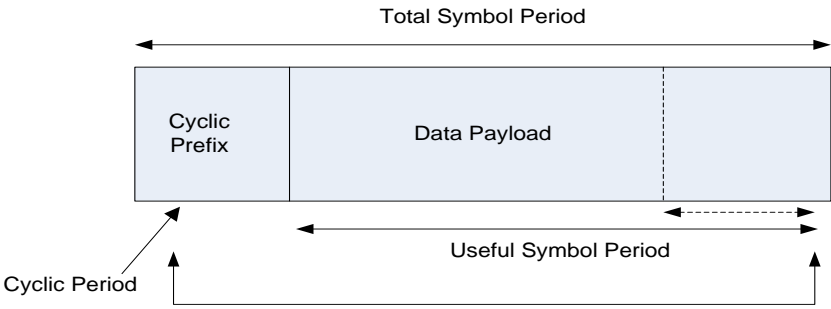 Total Symbol Period
Cyclic
Prefix
Data Payload
Useful Symbol Period
Cyclic Period